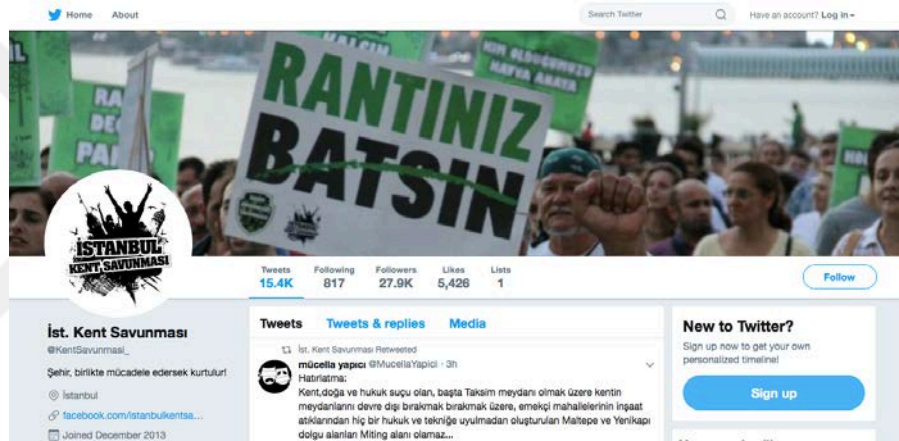 Home About Search Twitter Have an account? Log in
YALÇIN
KİM OLDUĞUMUZU
RANTINIZ
BATSIN
İSTANBUL
KENT SAVUNMASI
Tweets Following Followers Likes Lists
15.4K 817 27.9K 5,426 1
Follow
İst. Kent Savunması
@KentSavunmasi_
Şehir, birlikte mücadele edersek kurtulur!
İstanbul
facebook.com/istanbulkentsa...
Joined December 2013
Tweets Tweets & replies Media
İst. Kent Savunması Retweeted
mücella yapıcı @MucellaYapici · 3h
Hatırlatma:
Kent,doğa ve hukuk suçu olan, başta Taksim meydanı olmak üzere kentin
meydanlarını devre dışı bırakmak bırakmak üzere, emekçi mahallelerinin inşaat
atıklarından hiç bir hukuk ve tekniğe uyulmadan oluşturulan Maltepe ve Yenikapı
dolgu alanları Miting alanı olamaz...
New to Twitter?
Sign up now to get your own
personalized timeline!
Sign up